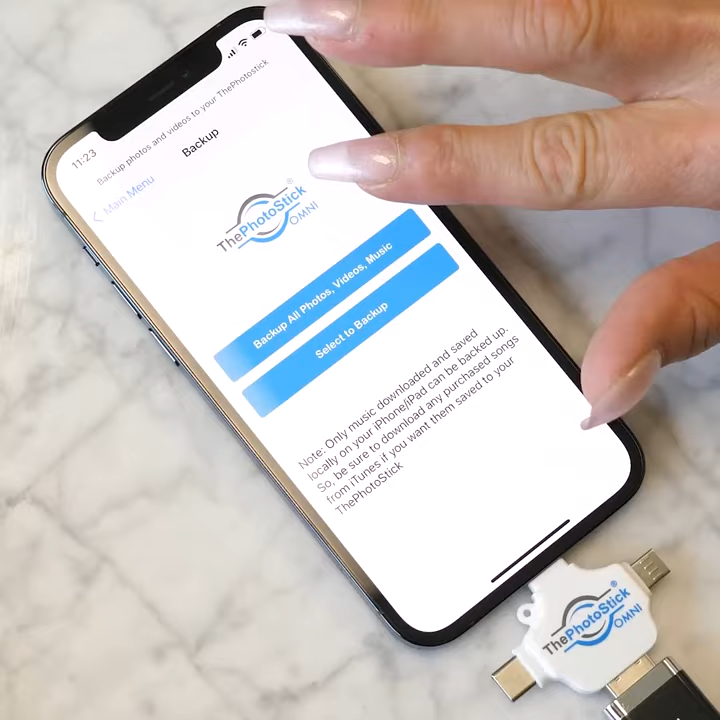 11:23
Backup photos and videos to your ThePhotostick
Main Menu
Backup
ThePhotoStick®
OMNI
Backup All Photos, Videos, Music
Select to Backup
Note: Only music downloaded and saved
locally on your iPhone/iPad can be backed up.
So, be sure to download any purchased songs
from iTunes if you want them saved to your
ThePhotoStick
ThePhotoStick®
OMNI